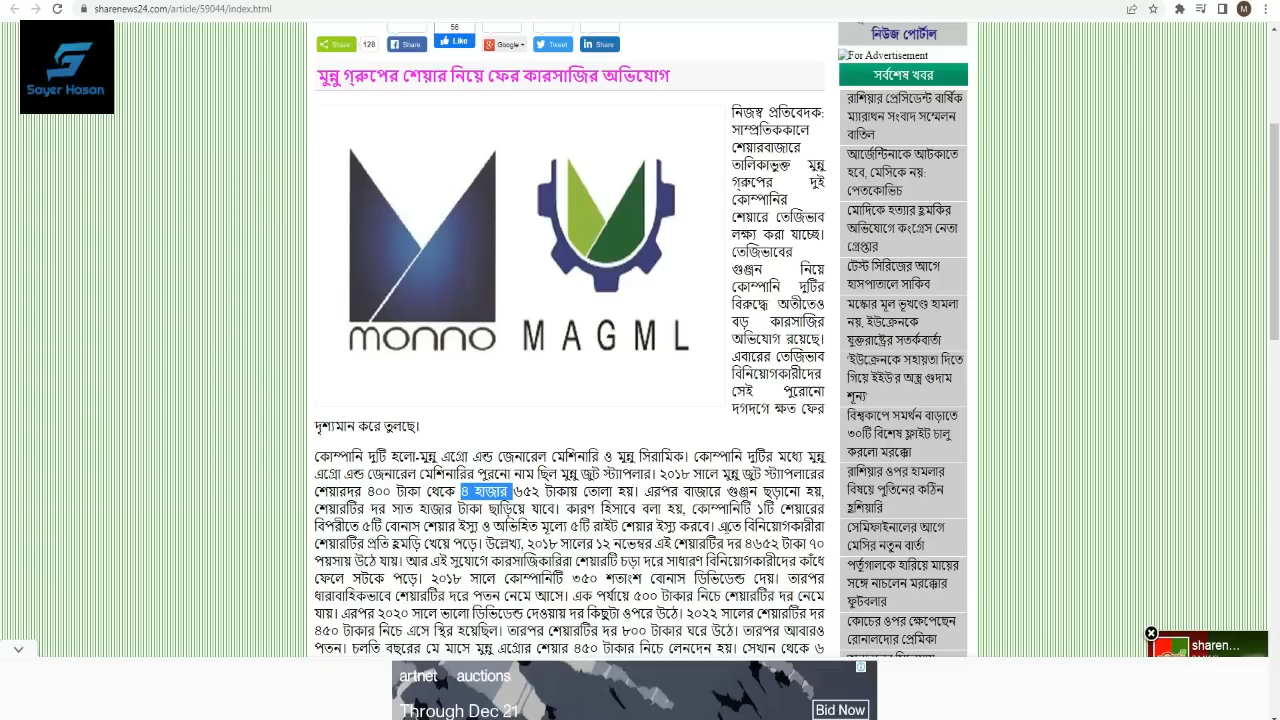 sharenews24.com/article/59044/index.html
M
Sayer Hasan
56
Share
128
Share
Like
Google +
Tweet
Share
মুন্নু গ্রুপের শেয়ার নিয়ে ফের কারসাজির অভিযোগ
monno
MAGML
নিজস্ব প্রতিবেদক:
সাম্প্রতিককালে
শেয়ারবাজারে
তালিকাভুক্ত মুন্নু
গ্রুপের দুই
কোম্পানির
শেয়ারে তেজিভাব
লক্ষ্য করা যাচ্ছে।
তেজিভাবের
গুঞ্জন নিয়ে
কোম্পানি দুটির
বিরুদ্ধে অতীতেও
বড় কারসাজির
অভিযোগ রয়েছে।
এবারের তেজিভাব
বিনিয়োগকারীদের
সেই পুরোনো
দগদগে ক্ষত ফের
দৃশ্যমান করে তুলছে।
কোম্পানি দুটি হলো-মুন্নু এগ্রো এন্ড জেনারেল মেশিনারি ও মুন্নু সিরামিক। কোম্পানি দুটির মধ্যে মুন্নু
এগ্রো এন্ড জেনারেল মেশিনারির পুরনো নাম ছিল মুন্নু জুট স্ট্যাপলার। ২০১৮ সালে মুন্নু জুট স্ট্যাপলারের
শেয়ারদর ৪০০ টাকা থেকে ৪ হাজার ৬৫২ টাকায় তোলা হয়। এরপর বাজারে গুঞ্জন ছড়ানো হয়,
শেয়ারটির দর সাত হাজার টাকা ছাড়িয়ে যাবে। কারণ হিসাবে বলা হয়, কোম্পানিটি ১টি শেয়ারের
বিপরীতে ৫টি বোনাস শেয়ার ইস্যু ও অভিহিত মূল্যে ৫টি রাইট শেয়ার ইস্যু করবে। এতে বিনিয়োগকারীরা
শেয়ারটির প্রতি হুমড়ি খেয়ে পড়ে। উল্লেখ্য, ২০১৮ সালের ১২ নভেম্বর এই শেয়ারটির দর ৪৬৫২ টাকা ৭০
পয়সায় উঠে যায়। আর এই সুযোগে কারসাজিকারিরা শেয়ারটি চড়া দরে সাধারণ বিনিয়োগকারীদের কাঁধে
ফেলে সটকে পড়ে। ২০১৮ সালে কোম্পানিটি ৩৫০ শতাংশ বোনাস ডিভিডেন্ড দেয়। তারপর
ধারাবাহিকভাবে শেয়ারটির দরে পতন নেমে আসে। এক পর্যায়ে ৫০০ টাকার নিচে শেয়ারটির দর নেমে
যায়। এরপর ২০২০ সালে ভালো ডিভিডেন্ড দেওয়ায় দর কিছুটা ওপরে উঠে। ২০২২ সালের শেয়ারটির দর
৪৫০ টাকার নিচে এসে স্থির হয়েছিল। তারপর শেয়ারটির দর ৮০০ টাকার ঘরে উঠে। তারপর আবারও
পতন। চলতি বছরের মে মাসে মুন্নু এগ্রোর শেয়ার ৪৫০ টাকার নিচে লেনদেন হয়। সেখান থেকে ৬
নিউজ পোর্টাল
For Advertisement
সর্বশেষ খবর
রাশিয়ার প্রেসিডেন্ট বার্ষিক
ম্যারাথন সংবাদ সম্মেলন
বাতিল
আর্জেন্টিনাকে আটকাতে
হবে, মেসিকে নয়:
পেতকোভিচ
মোদিকে হত্যার হুমকির
অভিযোগে কংগ্রেস নেতা
গ্রেপ্তার
টেস্ট সিরিজের আগে
হাসপাতালে সাকিব
মস্কোর মূল ভূখণ্ডে হামলা
নয়, ইউক্রেনকে
যুক্তরাষ্ট্রের সতর্কবার্তা
'ইউক্রেনকে সহায়তা দিতে
গিয়ে ইইউ'র অস্ত্র গুদাম
শূন্য'
বিশ্বকাপে সমর্থন বাড়াতে
৩০টি বিশেষ ফ্লাইট চালু
করলো মরক্কো
রাশিয়ার ওপর হামলার
বিষয়ে পুতিনের কঠিন
হুশিয়ারি
সেমিফাইনালের আগে
মেসির নতুন বার্তা
পর্তুগালকে হারিয়ে মায়ের
সঙ্গে নাচলেন মরক্কোর
ফুটবলার
কোচের ওপর ক্ষেপেছেন
রোনালদোর প্রেমিকা
sharen...
artnet auctions
Through Dec 21
Bid Now